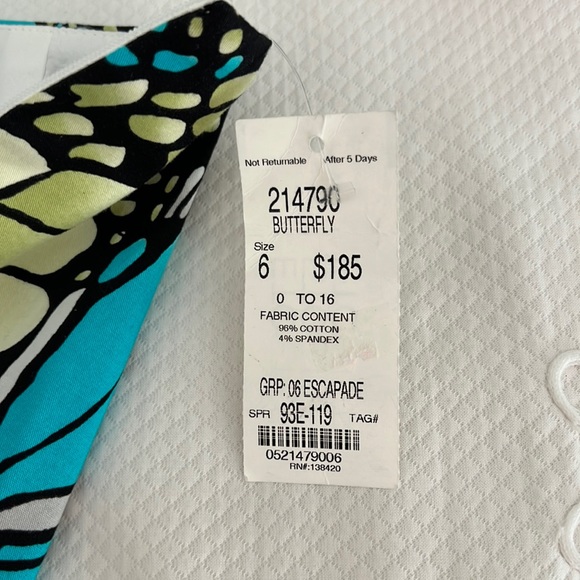 Not Returnable After 5 Days
214790
BUTTERFLY
Size
6 $185
0 TO 16
FABRIC CONTENT
96% COTTON
4% SPANDEX
GRP: 06 ESCAPADE
SPR 93E-119 TAG#
0521479006
RN#:138420